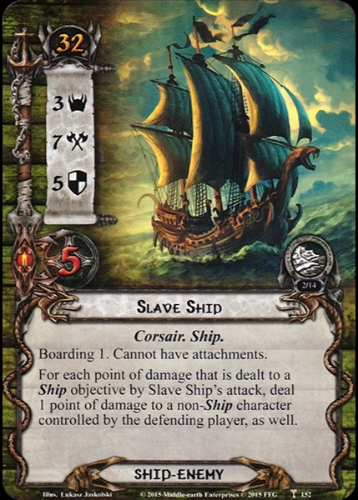 32
3
7
5
5
2/14
Slave Ship
Corsair. Ship.
Boarding 1. Cannot have attachments.
For each point of damage that is dealt to a
Ship objective by Slave Ship's attack, deal
1 point of damage to a non-Ship character
controlled by the defending player, as well.
SHIP-ENEMY
Illus. Lukasz Jaskolski
© 2015 Middle-earth Enterprises © 2015 FFG
152